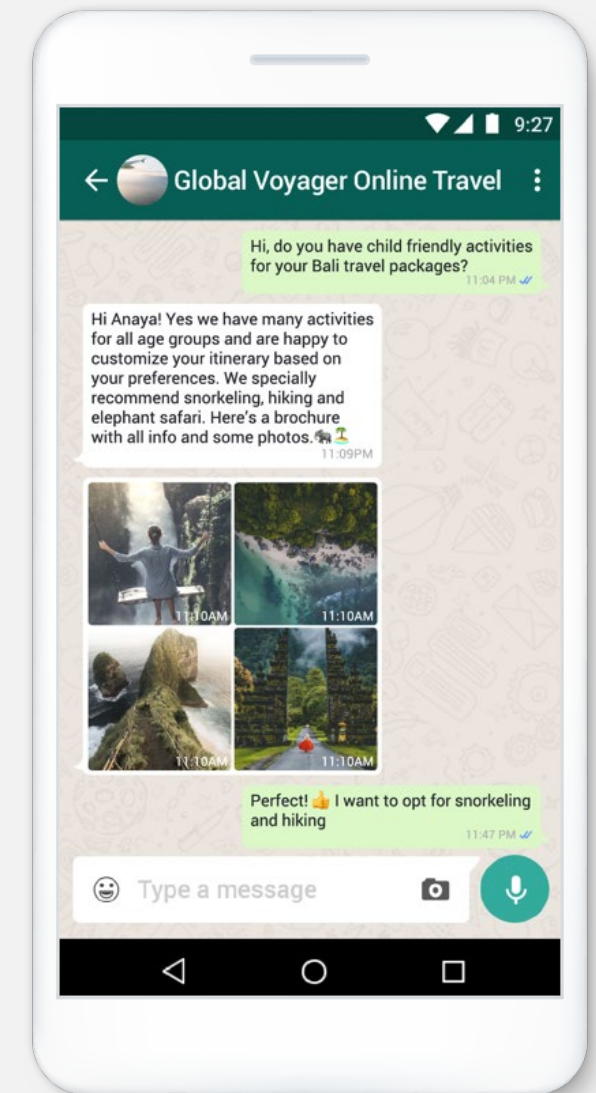 9:27
Global Voyager Online Travel
Hi, do you have child friendly activities
for your Bali travel packages?
11:04 PM
Hi Anaya! Yes we have many activities
for all age groups and are happy to
customize your itinerary based on
your preferences. We specially
recommend snorkeling, hiking and
elephant safari. Here's a brochure
with all info and some photos.🐘🏝️
11:09PM
11:10AM
11:10AM
11:10AM
11:10AM
Perfect! 👍 I want to opt for snorkeling
and hiking
11:47 PM
Type a message